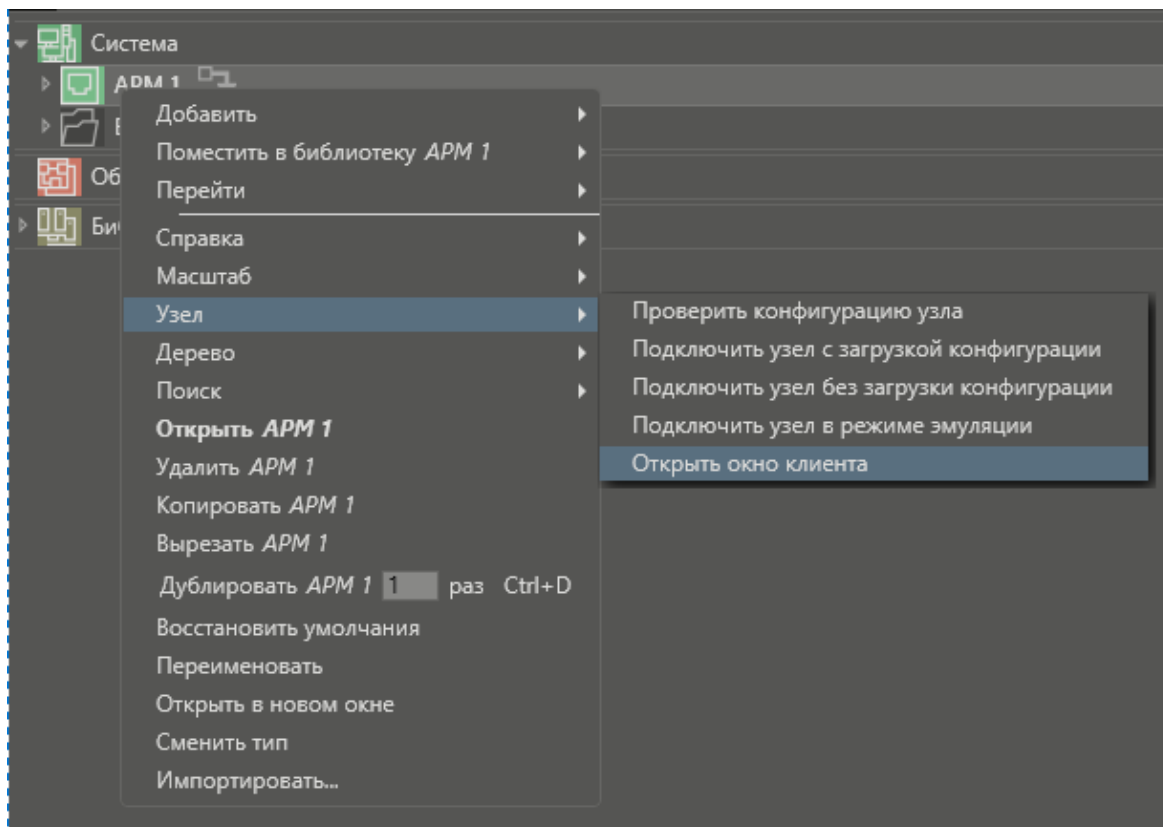 Система
АРМ 1
Добавить
Поместить в библиотеку АРМ 1
Перейти
Об
Справка
Масштаб
Узел
Проверить конфигурацию узла
Дерево
Подключить узел с загрузкой конфигурации
Поиск
Подключить узел без загрузки конфигурации
Открыть АРМ 1
Подключить узел в режиме эмуляции
Удалить АРМ 1
Открыть окно клиента
Копировать АРМ 1
Вырезать АРМ 1
Дублировать АРМ 1 1 раз Ctrl+D
Восстановить умолчания
Переименовать
Открыть в новом окне
Сменить тип
Импортировать...